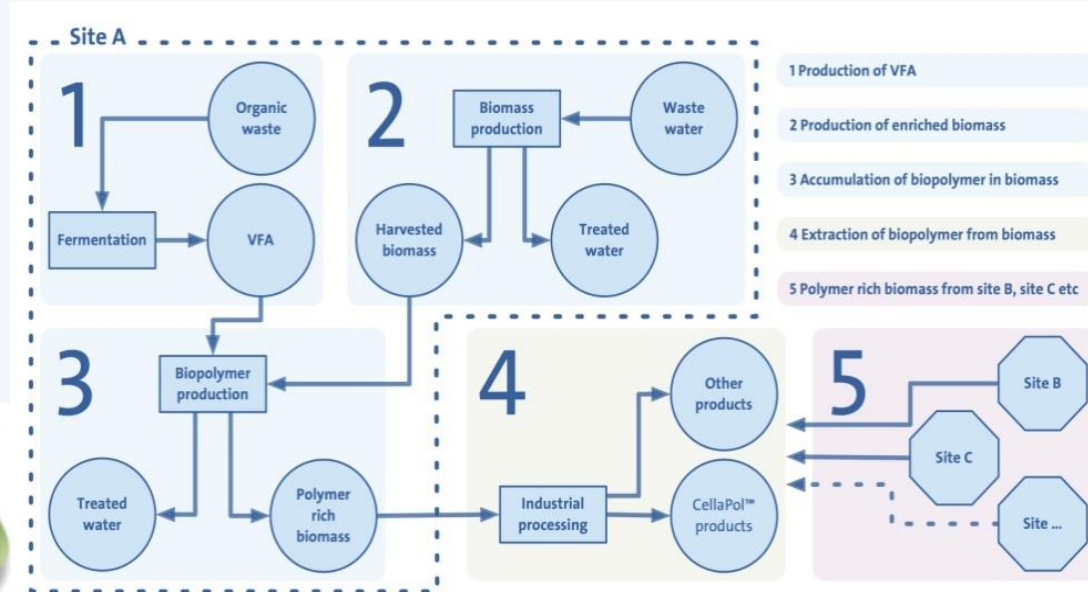 Site A
1
Organic
waste
Fermentation
VFA
2
Biomass
production
Waste
water
Harvested
biomass
Treated
water
1 Production of VFA
2 Production of enriched biomass
3 Accumulation of biopolymer in biomass
4 Extraction of biopolymer from biomass
5 Polymer rich biomass from site B, site C etc
3
Biopolymer
production
Treated
water
Polymer
rich
biomass
4
Other
products
Industrial
processing
CellaPol™
products
5
Site B
Site C
Site ...